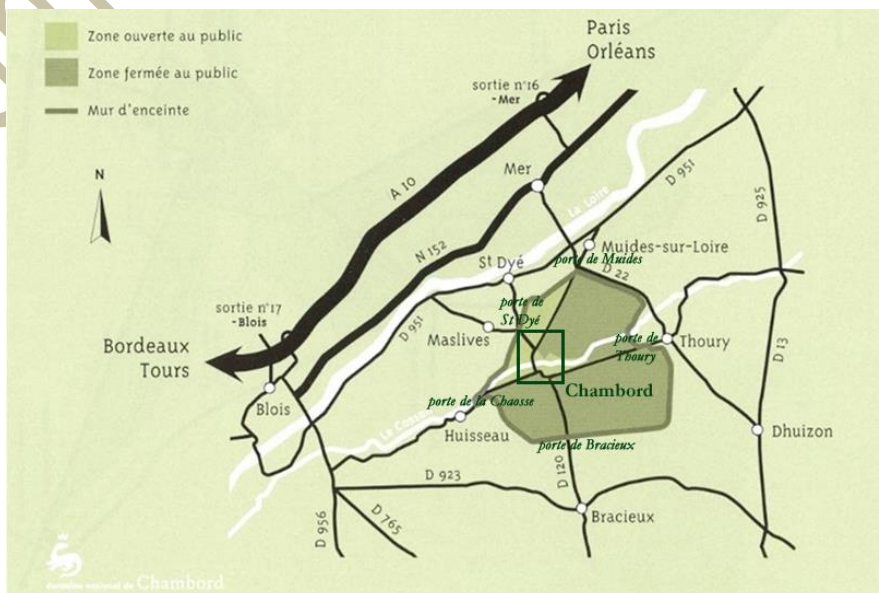 Zone ouverte au public
Zone fermée au public
Mur d'enceinte
N
Paris
Orléans
sortie n°16
-Mer
A 10
Mer
La Loire
D 951
D 925
N 152
St Dyé
Muides-sur-Loire
porte de Muides
D 22
sortie n°17
-Blois
porte de
St Dyé
D 951
Maslives
porte de
Thoury
Thoury
D 13
Bordeaux
Tours
Chambord
Blois
porte de la Chaosse
Le Cosson
Huisseau
porte de Bracieux
Dhuizon
D 923
D 120
D 956
D 765
Bracieux
domaine national de Chambord